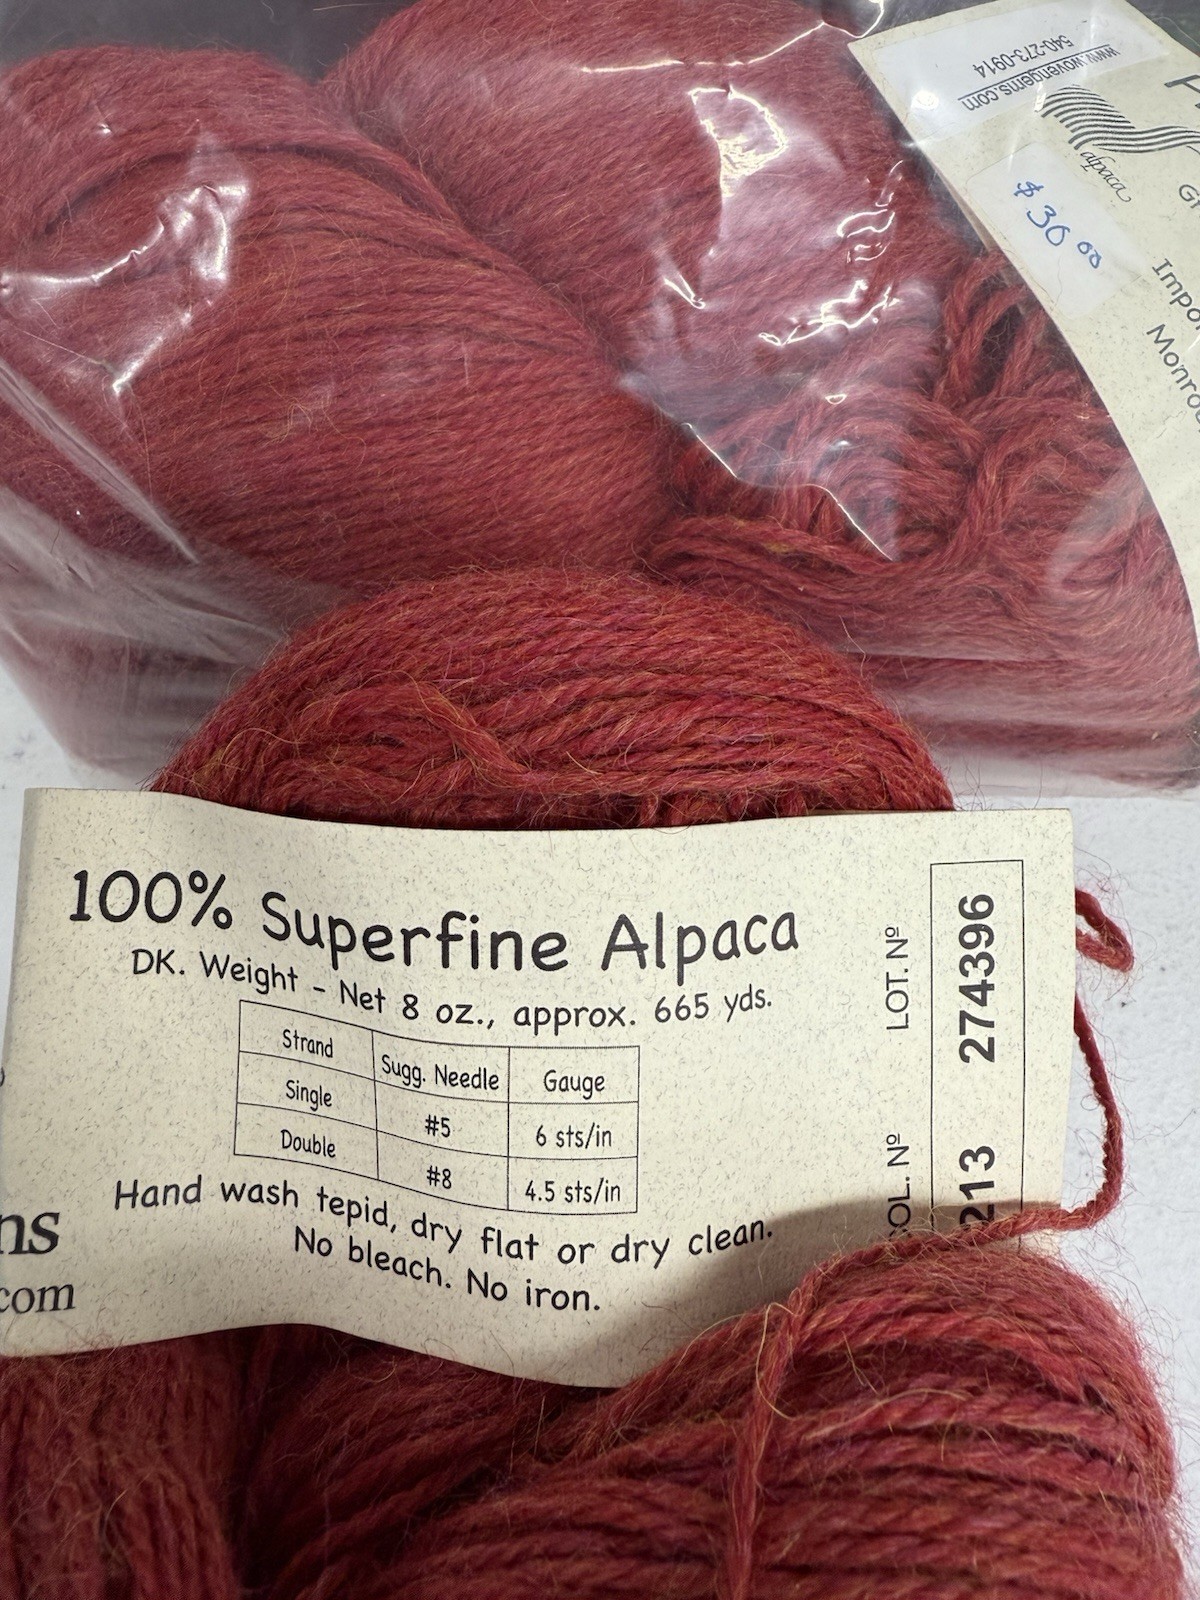 www.wovengems.com
540-273-0914
alpaca
$30.00
100% Superfine Alpaca
DK. Weight - Net 8 oz., approx. 665 yds.
Strand Sugg. Needle Gauge
Single #5 6 sts/in
Double #8 4.5 sts/in
Hand wash tepid, dry flat or dry clean.
No bleach. No iron.
LOT. Nº 274396
COL. Nº 213
ns
com